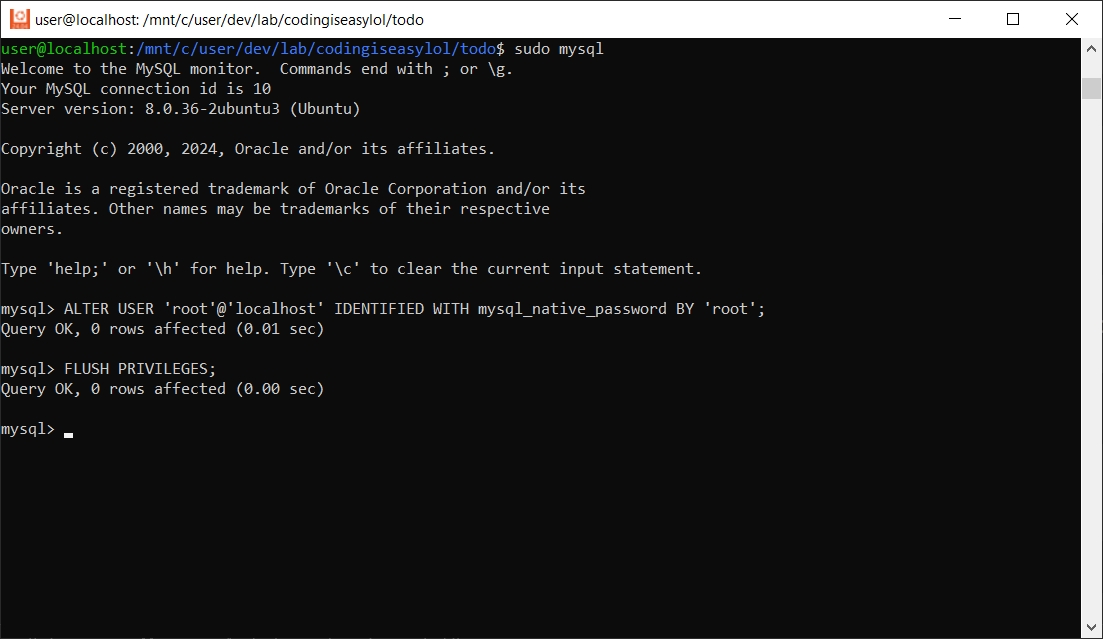 user@localhost: /mnt/c/user/dev/lab/codingiseasylol/todo
user@localhost:/mnt/c/user/dev/lab/codingiseasylol/todo$ sudo mysql
Welcome to the MySQL monitor.  Commands end with ; or \g.
Your MySQL connection id is 10
Server version: 8.0.36-2ubuntu3 (Ubuntu)
Copyright (c) 2000, 2024, Oracle and/or its affiliates.
Oracle is a registered trademark of Oracle Corporation and/or its
affiliates. Other names may be trademarks of their respective
owners.
Type 'help;' or '\h' for help. Type '\c' to clear the current input statement.
mysql> ALTER USER 'root'@'localhost' IDENTIFIED WITH mysql_native_password BY 'root';
Query OK, 0 rows affected (0.01 sec)
mysql> FLUSH PRIVILEGES;
Query OK, 0 rows affected (0.00 sec)
mysql>